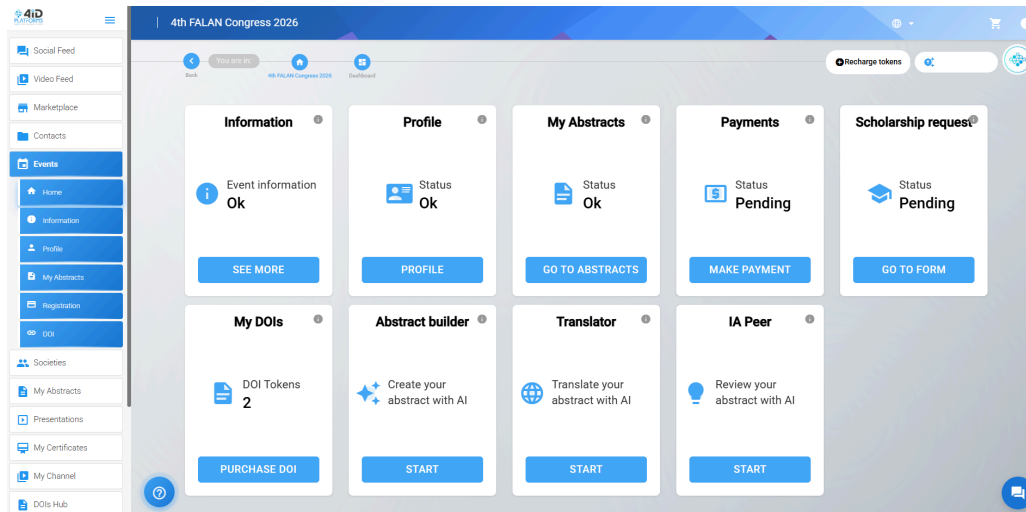 4iD
PLATFORMS
4th FALAN Congress 2026
Social Feed
Video Feed
Marketplace
Contacts
Events
Home
Information
Profile
My Abstracts
Registration
DOI
Societies
My Abstracts
Presentations
My Certificates
My Channel
DOIs Hub
Back
You are in:
4th FALAN Congress 2026
Dashboard
Recharge tokens
Information
Event information
Ok
SEE MORE
Profile
Status
Ok
PROFILE
My Abstracts
Status
Ok
GO TO ABSTRACTS
Payments
Status
Pending
MAKE PAYMENT
Scholarship request
Status
Pending
GO TO FORM
My DOIs
DOI Tokens
2
PURCHASE DOI
Abstract builder
Create your
abstract with AI
START
Translator
Translate your
abstract with AI
START
IA Peer
Review your
abstract with AI
START